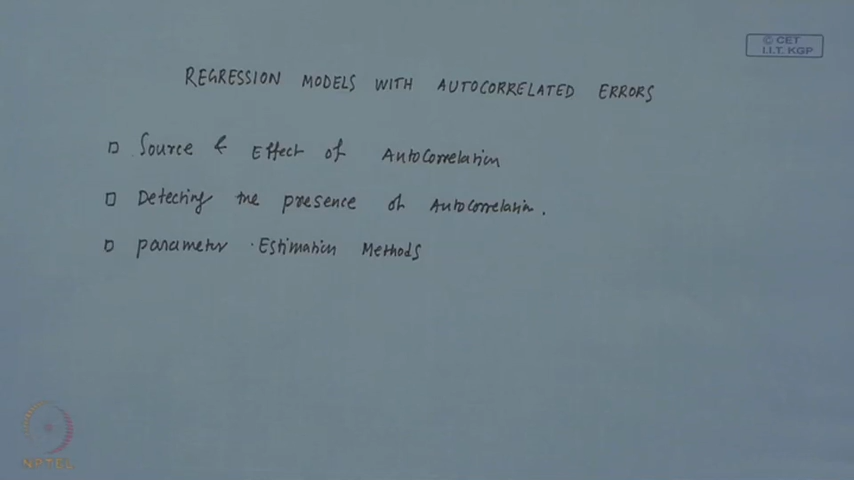 © CET
I.I.T. KGP
REGRESSION MODELS WITH AUTOCORRELATED ERRORS
Source & Effect of Autocorrelation
Detecting the presence of Autocorrelation.
Parameter Estimation Methods
NPTEL